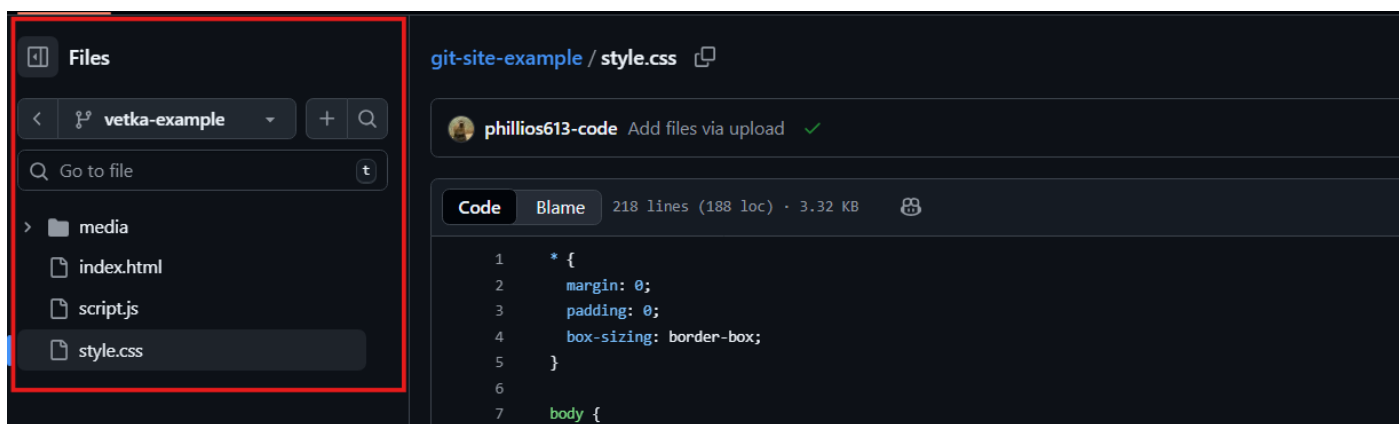 Files
vetka-example
Go to file
t
media
index.html
script.js
style.css
git-site-example / style.css
phillios613-code Add files via upload
Code Blame 218 lines (188 loc) · 3.32 KB
1 * {
2 margin: 0;
3 padding: 0;
4 box-sizing: border-box;
5 }
6
7 body {